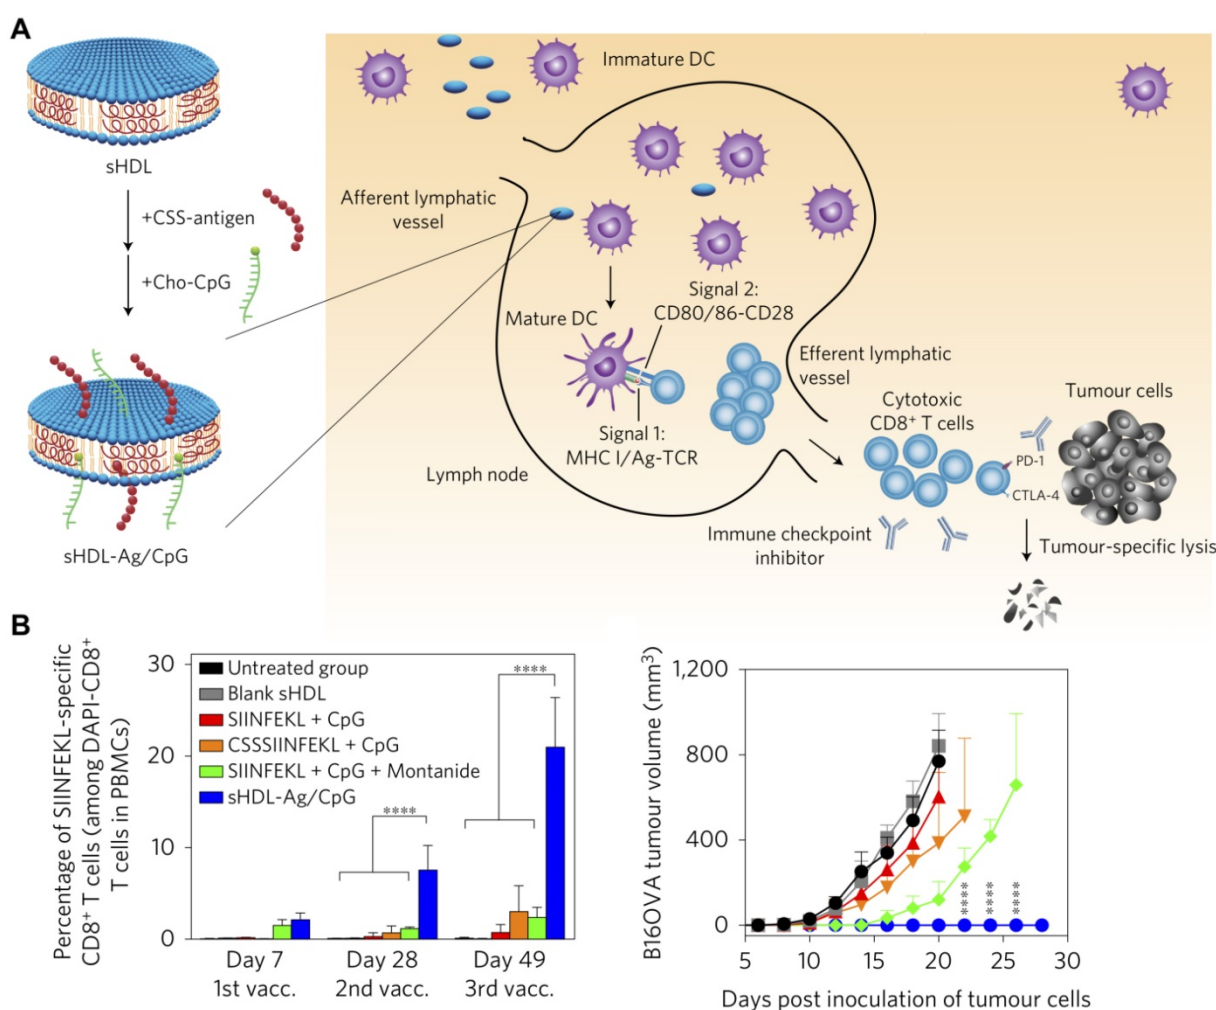 A
sHDL
+CSS-antigen
+Cho-CpG
sHDL-Ag/CpG
Immature DC
Afferent lymphatic
vessel
Signal 2:
CD80/86-CD28
Mature DC
Signal 1:
MHC I/Ag-TCR
Lymph node
Efferent lymphatic
vessel
Cytotoxic
CD8⁺ T cells
Tumour cells
PD-1
CTLA-4
Immune checkpoint
inhibitor
Tumour-specific lysis
B
Percentage of SIINFEKL-specific
CD8⁺ T cells (among DAPI-CD8⁺
T cells in PBMCs)
30
20
10
0
Untreated group
Blank sHDL
SIINFEKL + CpG
CSSSIINFEKL + CpG
SIINFEKL + CpG + Montanide
sHDL-Ag/CpG
****
****
Day 7
1st vacc.
Day 28
2nd vacc.
Day 49
3rd vacc.
B16OVA tumour volume (mm³)
1,200
800
400
0
****
****
****
5 10 15 20 25 30
Days post inoculation of tumour cells